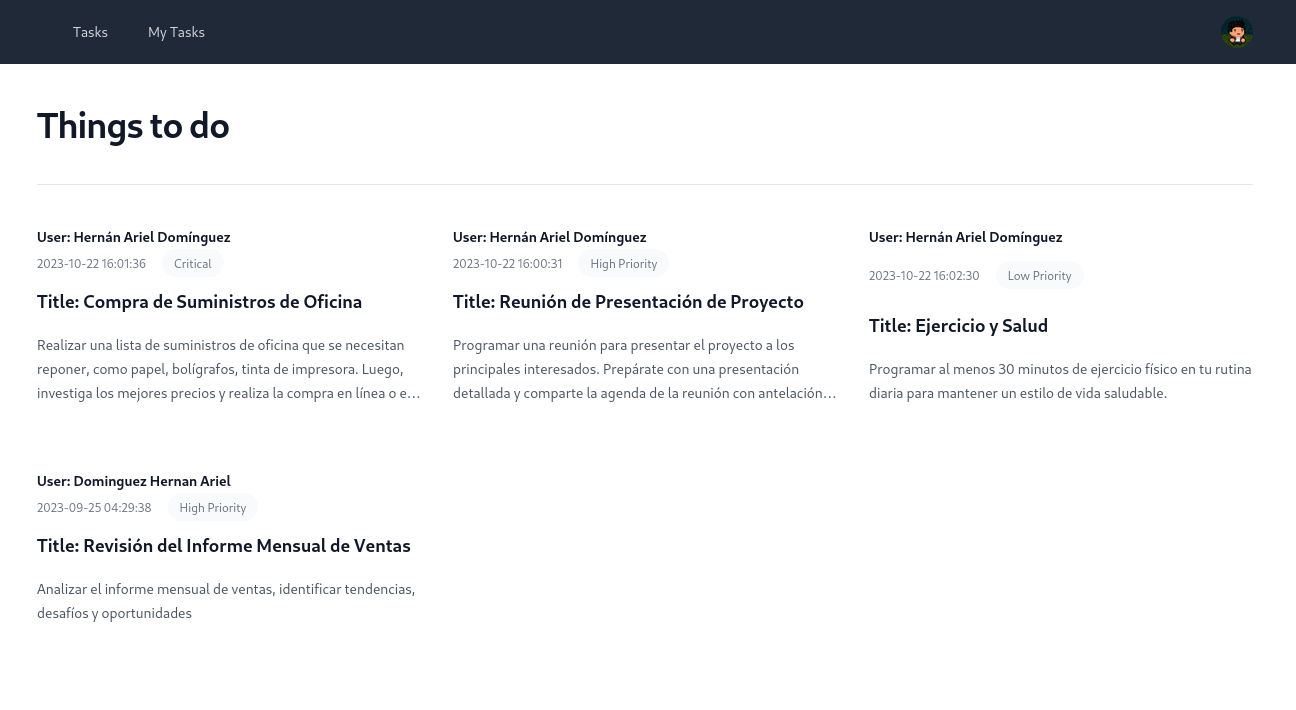 Tasks My Tasks
Things to do
User: Hernán Ariel Domínguez
2023-10-22 16:01:36 Critical
Title: Compra de Suministros de Oficina
Realizar una lista de suministros de oficina que se necesitan
reponer, como papel, bolígrafos, tinta de impresora. Luego,
investiga los mejores precios y realiza la compra en línea o e...
User: Hernán Ariel Domínguez
2023-10-22 16:00:31 High Priority
Title: Reunión de Presentación de Proyecto
Programar una reunión para presentar el proyecto a los
principales interesados. Prepárate con una presentación
detallada y comparte la agenda de la reunión con antelación...
User: Hernán Ariel Domínguez
2023-10-22 16:02:30 Low Priority
Title: Ejercicio y Salud
Programar al menos 30 minutos de ejercicio físico en tu rutina
diaria para mantener un estilo de vida saludable.
User: Dominguez Hernan Ariel
2023-09-25 04:29:38 High Priority
Title: Revisión del Informe Mensual de Ventas
Analizar el informe mensual de ventas, identificar tendencias,
desafíos y oportunidades